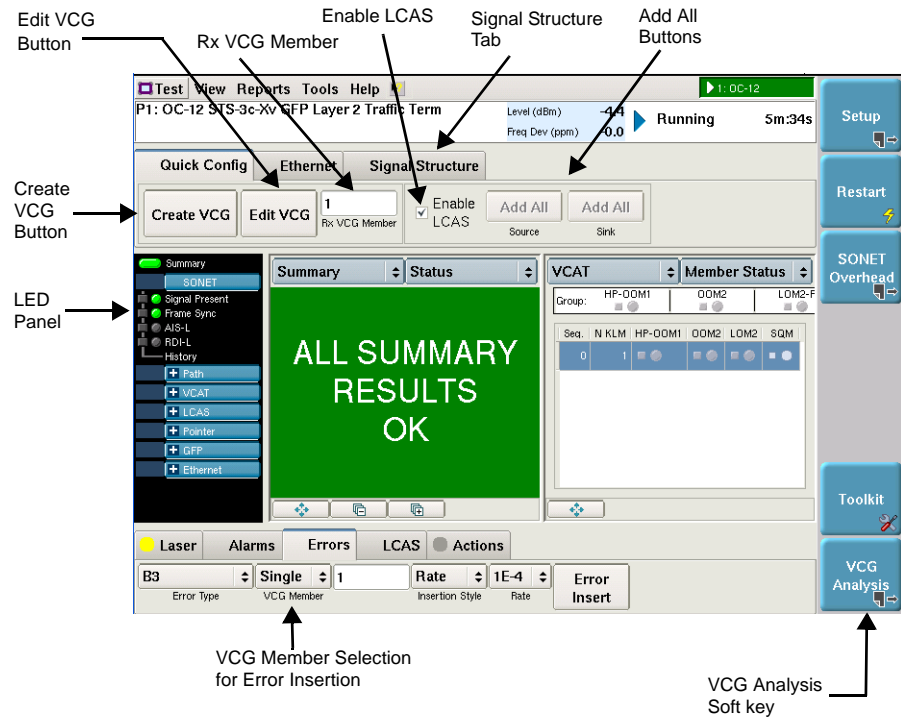 Edit VCG
Button
Rx VCG Member
Enable LCAS
Signal Structure
Tab
Add All
Buttons
Test View Reports Tools Help
1: OC-12
P1: OC-12 STS-3c-Xv GFP Layer 2 Traffic Term
Level (dBm) -4.4
Freq Dev (ppm) -0.0
Running 5m:34s
Setup
Quick Config Ethernet Signal Structure
Create
VCG
Button
Create VCG
Edit VCG
1
Rx VCG Member
Enable
LCAS
Add All
Source
Add All
Sink
Restart
SONET
Overhead
LED
Panel
Summary
SONET
Signal Present
Frame Sync
AIS-L
RDI-L
History
Path
VCAT
LCAS
Pointer
GFP
Ethernet
Summary Status
ALL SUMMARY
RESULTS
OK
VCAT Member Status
Group: HP-OOM1 OOM2 LOM2-F
Seq. N KLM HP-OOM1 OOM2 LOM2 SQM
0 1
Toolkit
VCG
Analysis
Laser Alarms Errors LCAS Actions
B3 Single 1 Rate 1E-4
Error Type VCG Member Insertion Style Rate
Error
Insert
VCG Member Selection
for Error Insertion
VCG Analysis
Soft key